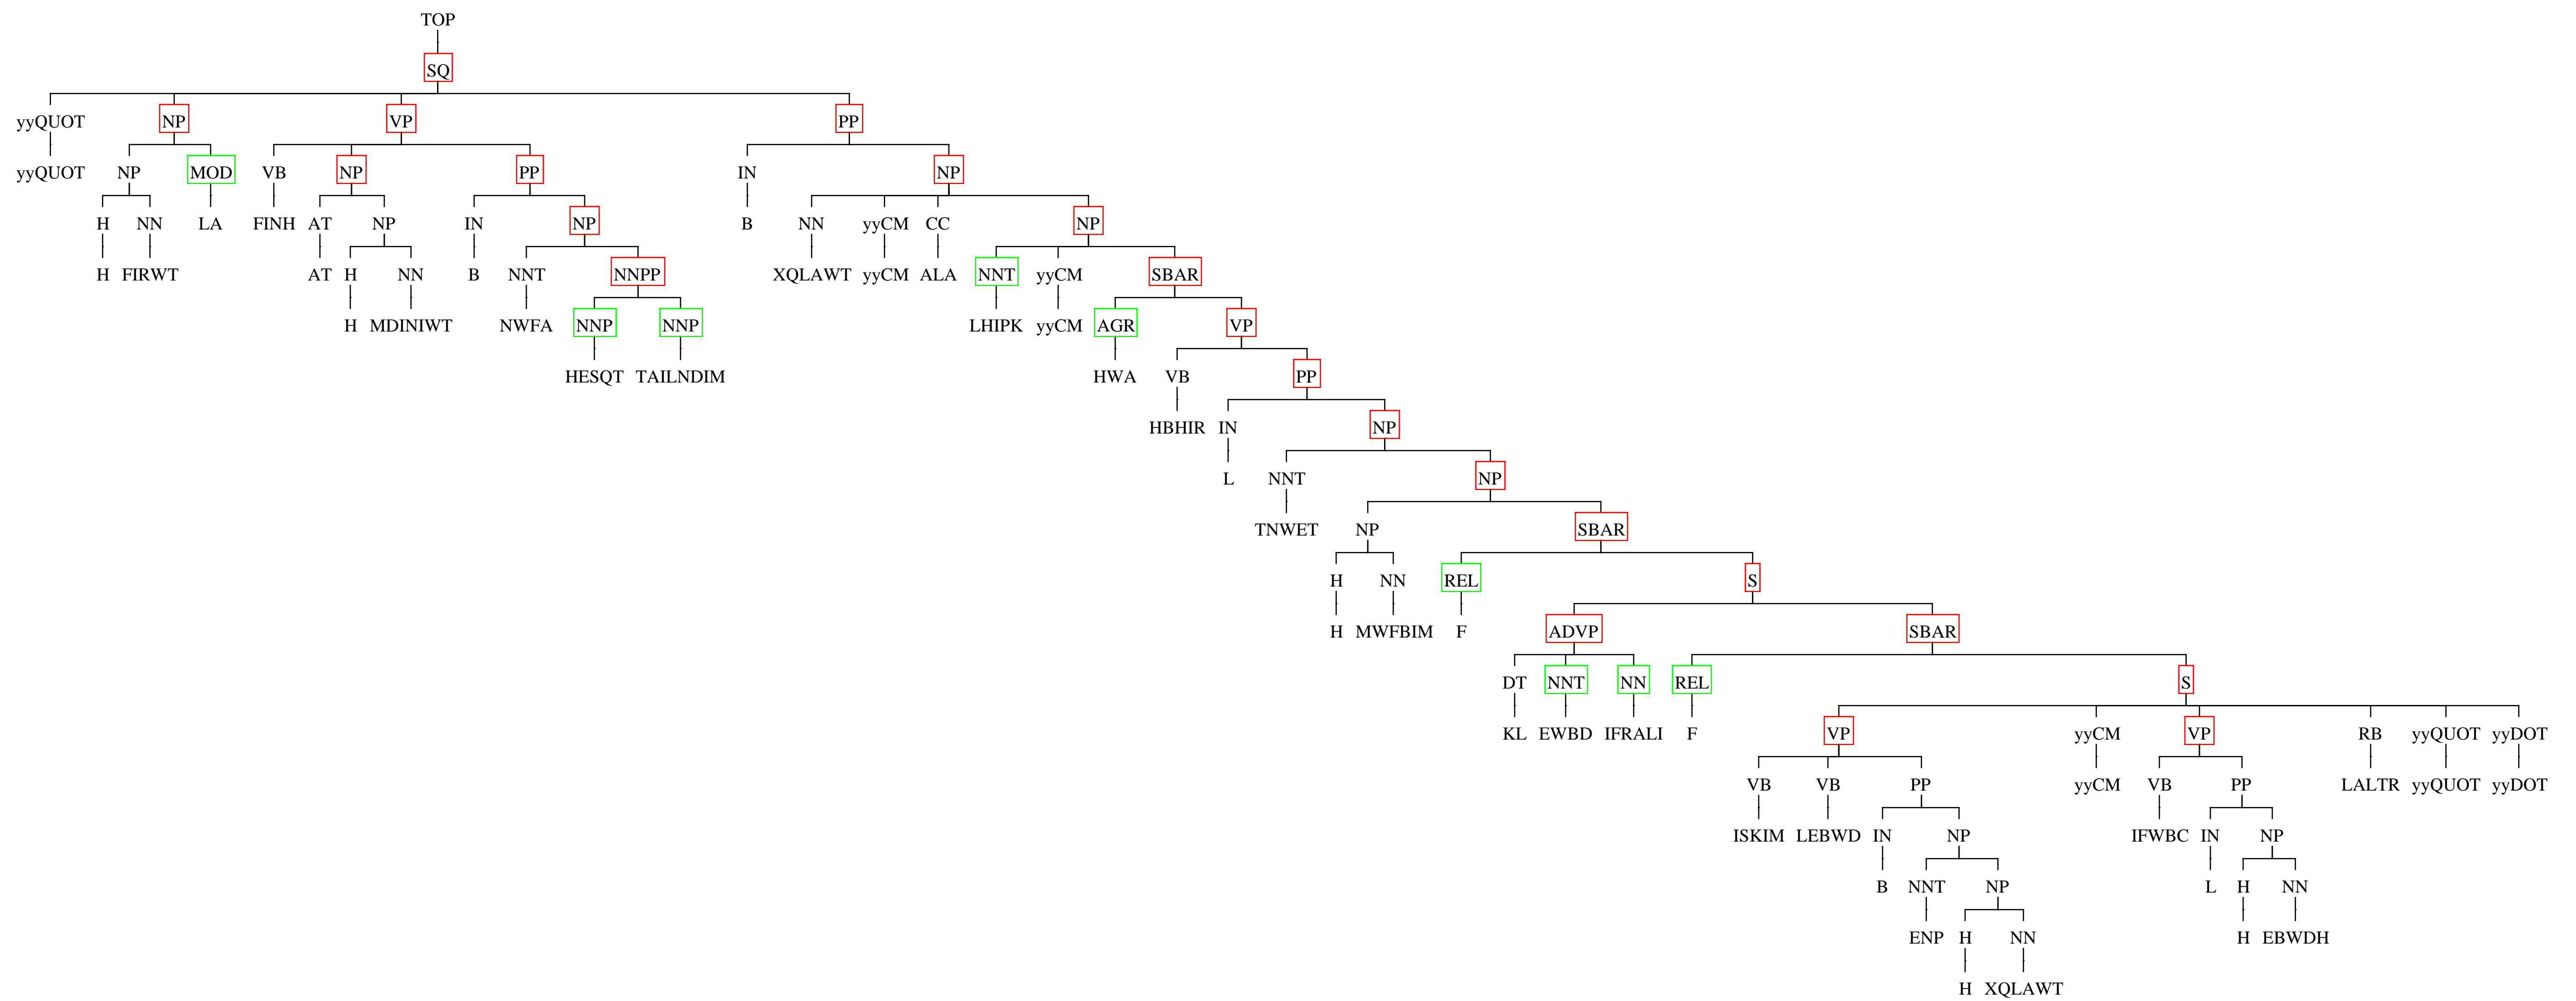 TOP
SQ
yyQUOT NP VP PP
yyQUOT NP MOD VB NP PP IN NP
H NN LA FINH AT NP IN NP B NN yyCM CC NP
H FIRWT AT H NN B NNT NNPP XQLAWT yyCM ALA NNT yyCM SBAR
H MDINIWT NWFA NNP NNP LHIPK yyCM AGR VP
HESQT TAILNDIM HWA VB PP
HBHIR IN NP
L NNT NP
TNWET NP SBAR
H NN REL S
H MWFBIM F ADVP SBAR
DT NNT NN REL S
KL EWBD IFRALI F VP yyCM VP RB yyQUOT yyDOT
VB VB PP yyCM VB PP LALTR yyQUOT yyDOT
ISKIM LEBWD IN NP IFWBC IN NP
B NNT NP L H NN
ENP H NN H EBWDH
H XQLAWT